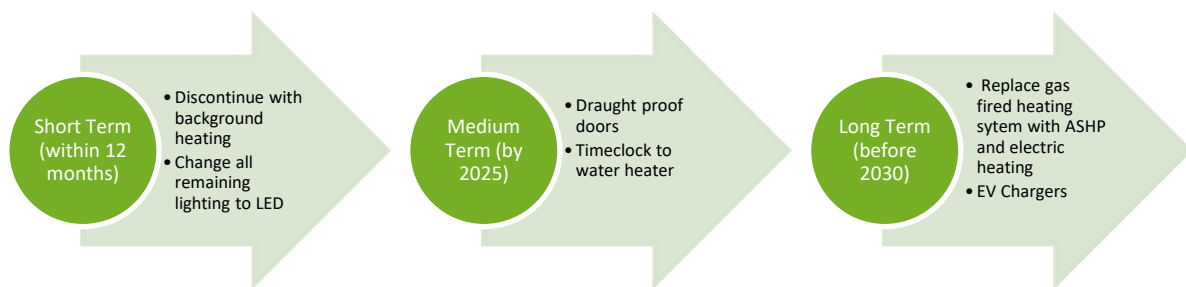 Short Term
(within 12
months)
• Discontinue with
background
heating
• Change all
remaining
lighting to LED
Medium
Term (by
2025)
• Draught proof
doors
• Timeclock to
water heater
Long Term
(before
2030)
• Replace gas
fired heating
sytem with ASHP
and electric
heating
• EV Chargers